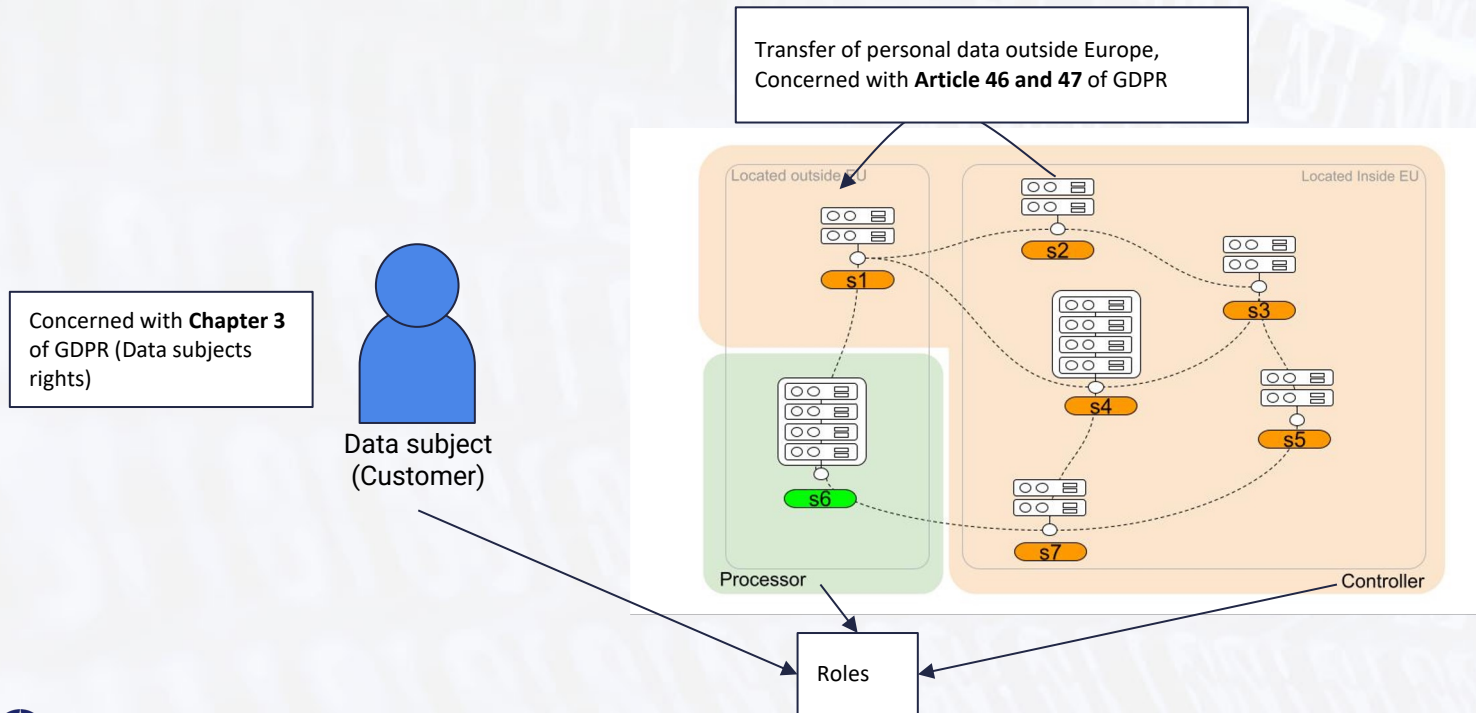 Transfer of personal data outside Europe,
Concerned with Article 46 and 47 of GDPR
Located outside EU
Located Inside EU
s1
s2
s3
Concerned with Chapter 3
of GDPR (Data subjects
rights)
s4
s5
Data subject
(Customer)
s6
s7
Processor
Controller
Roles